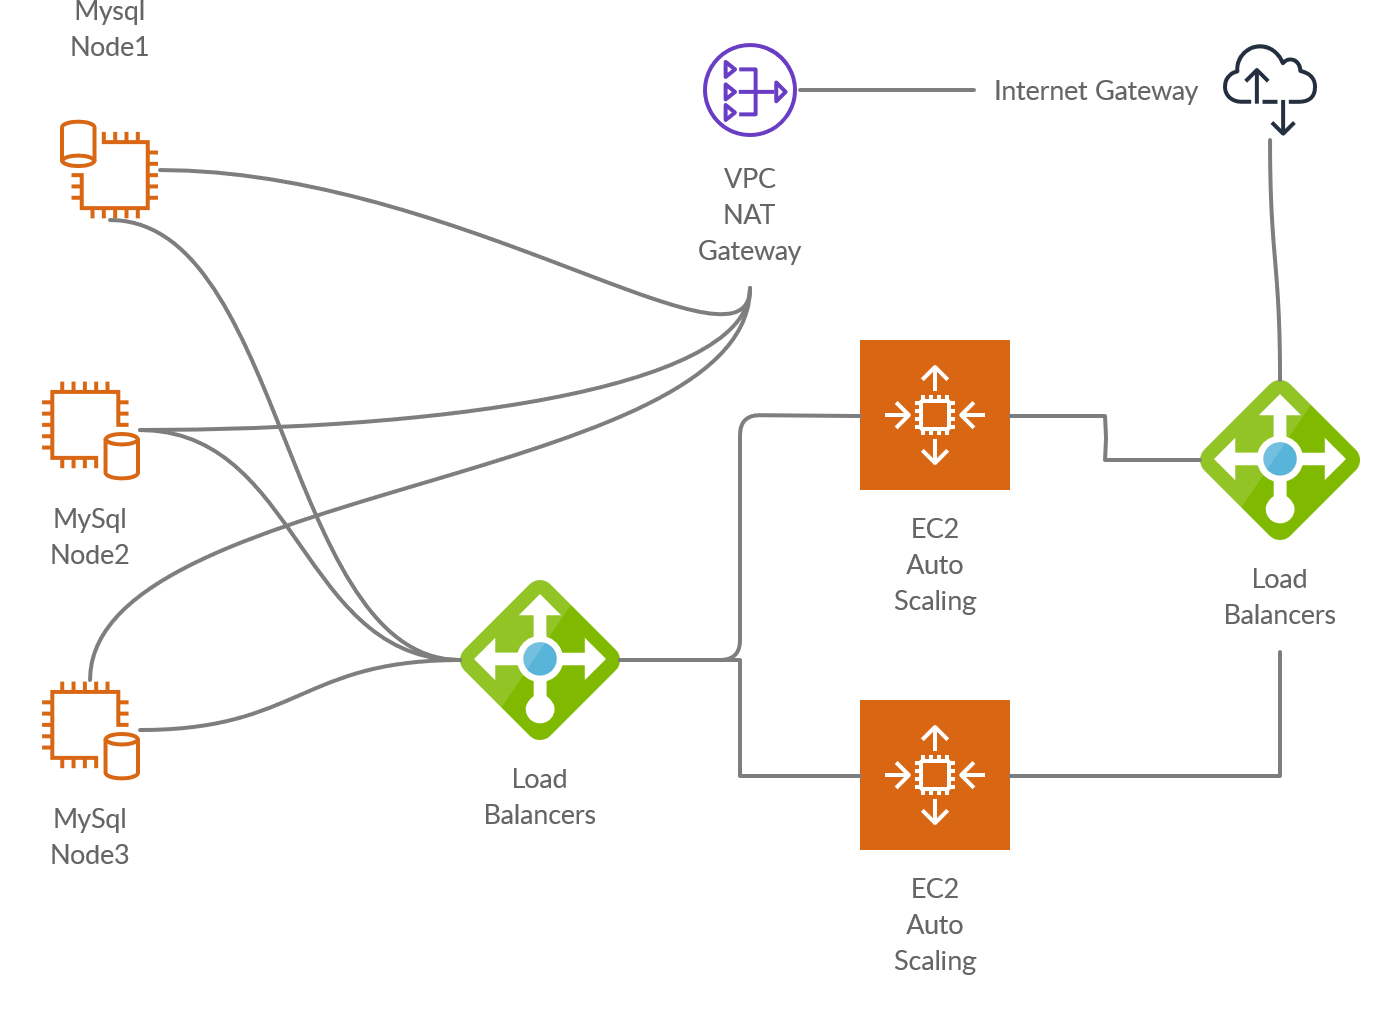 Mysql
Node1
VPC
NAT
Gateway
Internet Gateway
MySql
Node2
EC2
Auto
Scaling
Load
Balancers
MySql
Node3
Load
Balancers
EC2
Auto
Scaling